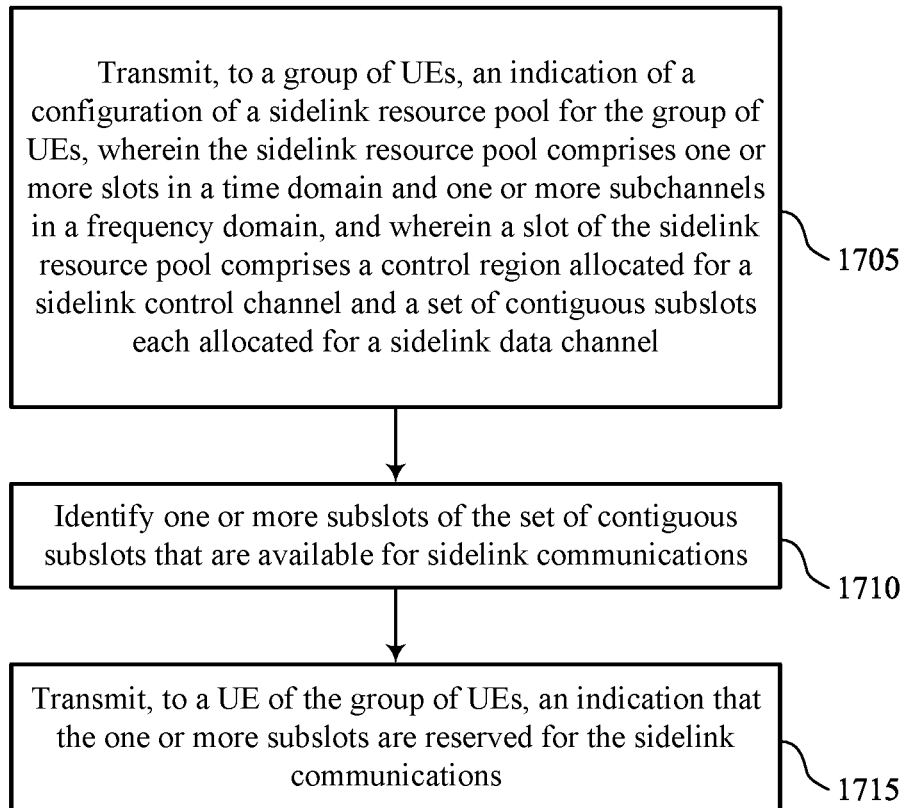 Transmit, to a group of UEs, an indication of a
configuration of a sidelink resource pool for the group of
UEs, wherein the sidelink resource pool comprises one or
more slots in a time domain and one or more subchannels
in a frequency domain, and wherein a slot of the sidelink
resource pool comprises a control region allocated for a
sidelink control channel and a set of contiguous subslots
each allocated for a sidelink data channel
1705
Identify one or more subslots of the set of contiguous
subslots that are available for sidelink communications
1710
Transmit, to a UE of the group of UEs, an indication that
the one or more subslots are reserved for the sidelink
communications
1715